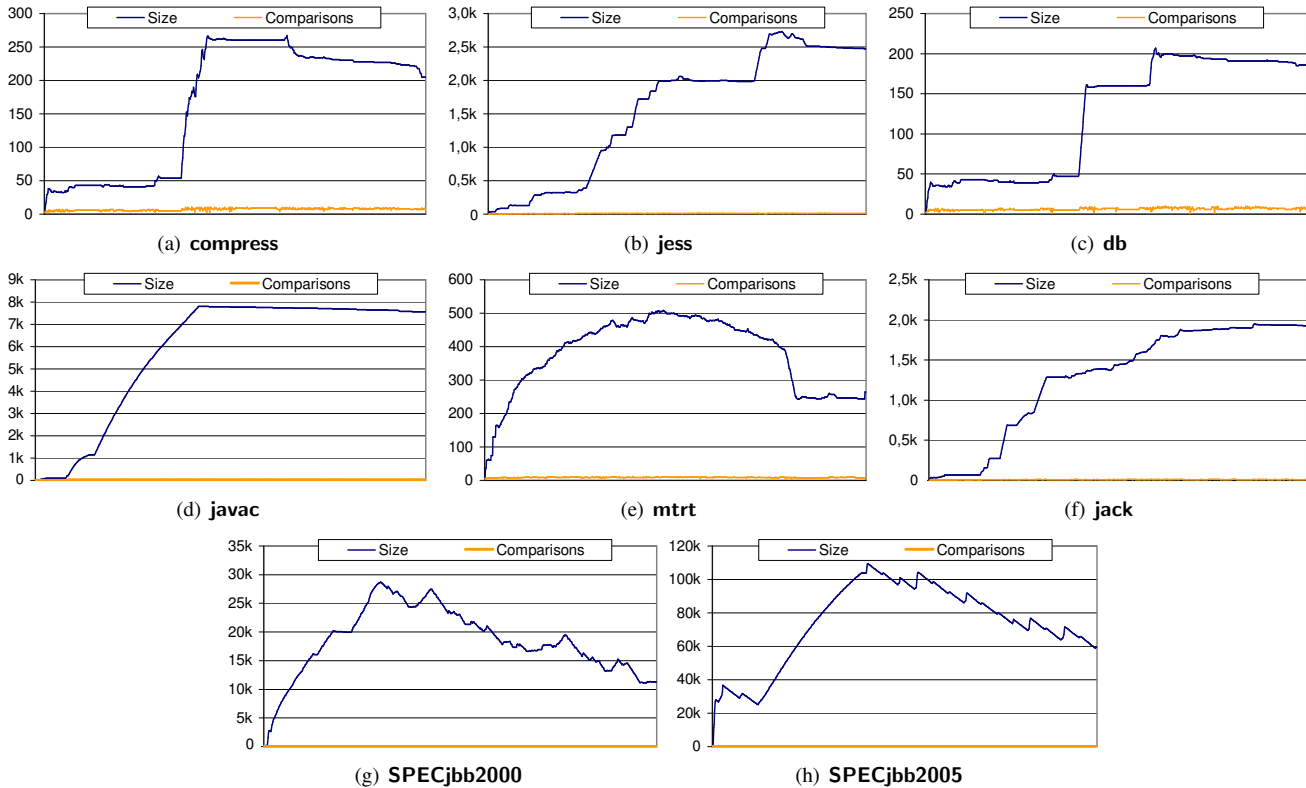 Size Comparisons
300
250
200
150
100
50
0
(a) compress
Size Comparisons
3,0k
2,5k
2,0k
1,5k
1,0k
0,5k
0
(b) jess
Size Comparisons
250
200
150
100
50
0
(c) db
Size Comparisons
9k
8k
7k
6k
5k
4k
3k
2k
1k
0
(d) javac
Size Comparisons
600
500
400
300
200
100
0
(e) mtrt
Size Comparisons
2,5k
2,0k
1,5k
1,0k
0,5k
0
(f) jack
Size Comparisons
35k
30k
25k
20k
15k
10k
5k
0
(g) SPECjbb2000
Size Comparisons
120k
100k
80k
60k
40k
20k
0
(h) SPECjbb2005